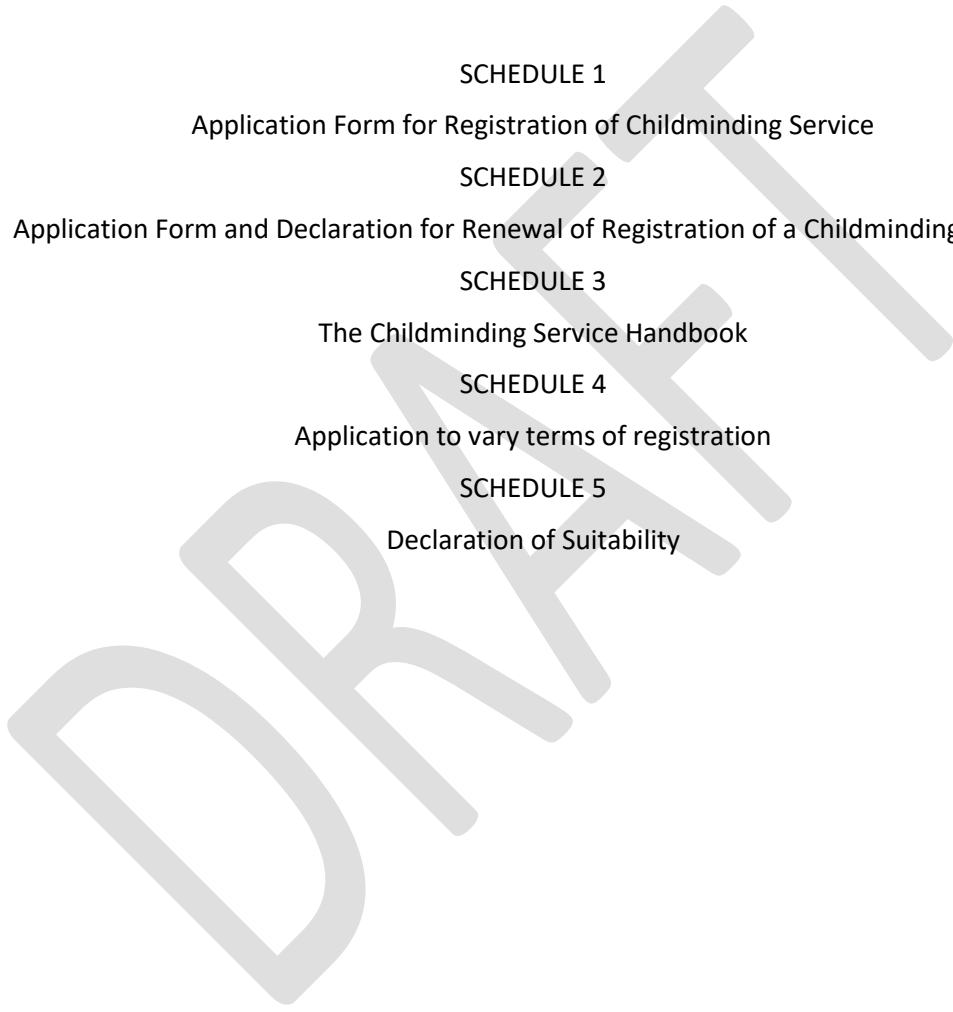 SCHEDULE 1
Application Form for Registration of Childminding Service
SCHEDULE 2
Application Form and Declaration for Renewal of Registration of a Childminding
SCHEDULE 3
The Childminding Service Handbook
SCHEDULE 4
Application to vary terms of registration
SCHEDULE 5
Declaration of Suitability
DRAFT